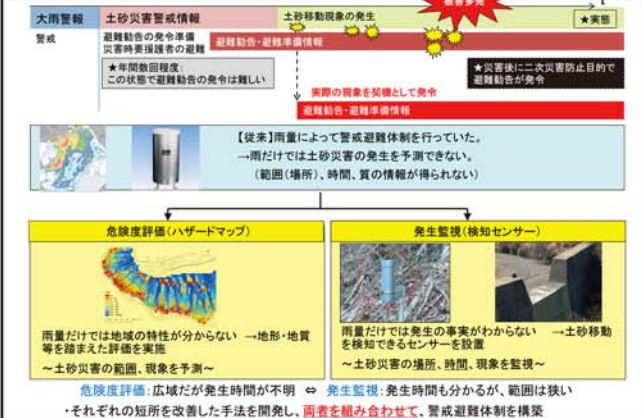 被害多発
t
大雨警報
土砂災害警戒情報
土砂移動現象の発生
★実態
警戒
避難勧告の発令準備
災害時要援護者の避難
避難勧告・避難準備情報
★年間数回程度:
この状態で避難勧告の発令は難しい
★災害後に二次災害防止目的で
避難勧告が発令
実際の現象を契機として発令
避難勧告・避難準備情報
【従来】雨量によって警戒避難体制を行っていた。
→雨だけでは土砂災害の発生を予測できない。
(範囲(場所)、時間、質の情報が得られない)
危険度評価(ハザードマップ)
雨量だけでは地域の特性が分からない →地形・地質
等を踏まえた評価を実施
~土砂災害の範囲、現象を予測~
発生監視(検知センサー)
雨量だけでは発生の事実がわからない →土砂移動
を検知できるセンサーを設置
~土砂災害の場所、時間、現象を監視~
危険度評価:広域だが発生時間が不明 ⇔ 発生監視:発生時間も分かるが、範囲は狭い
・それぞれの短所を改善した手法を開発し、両者を組み合わせて、警戒避難体制を構築